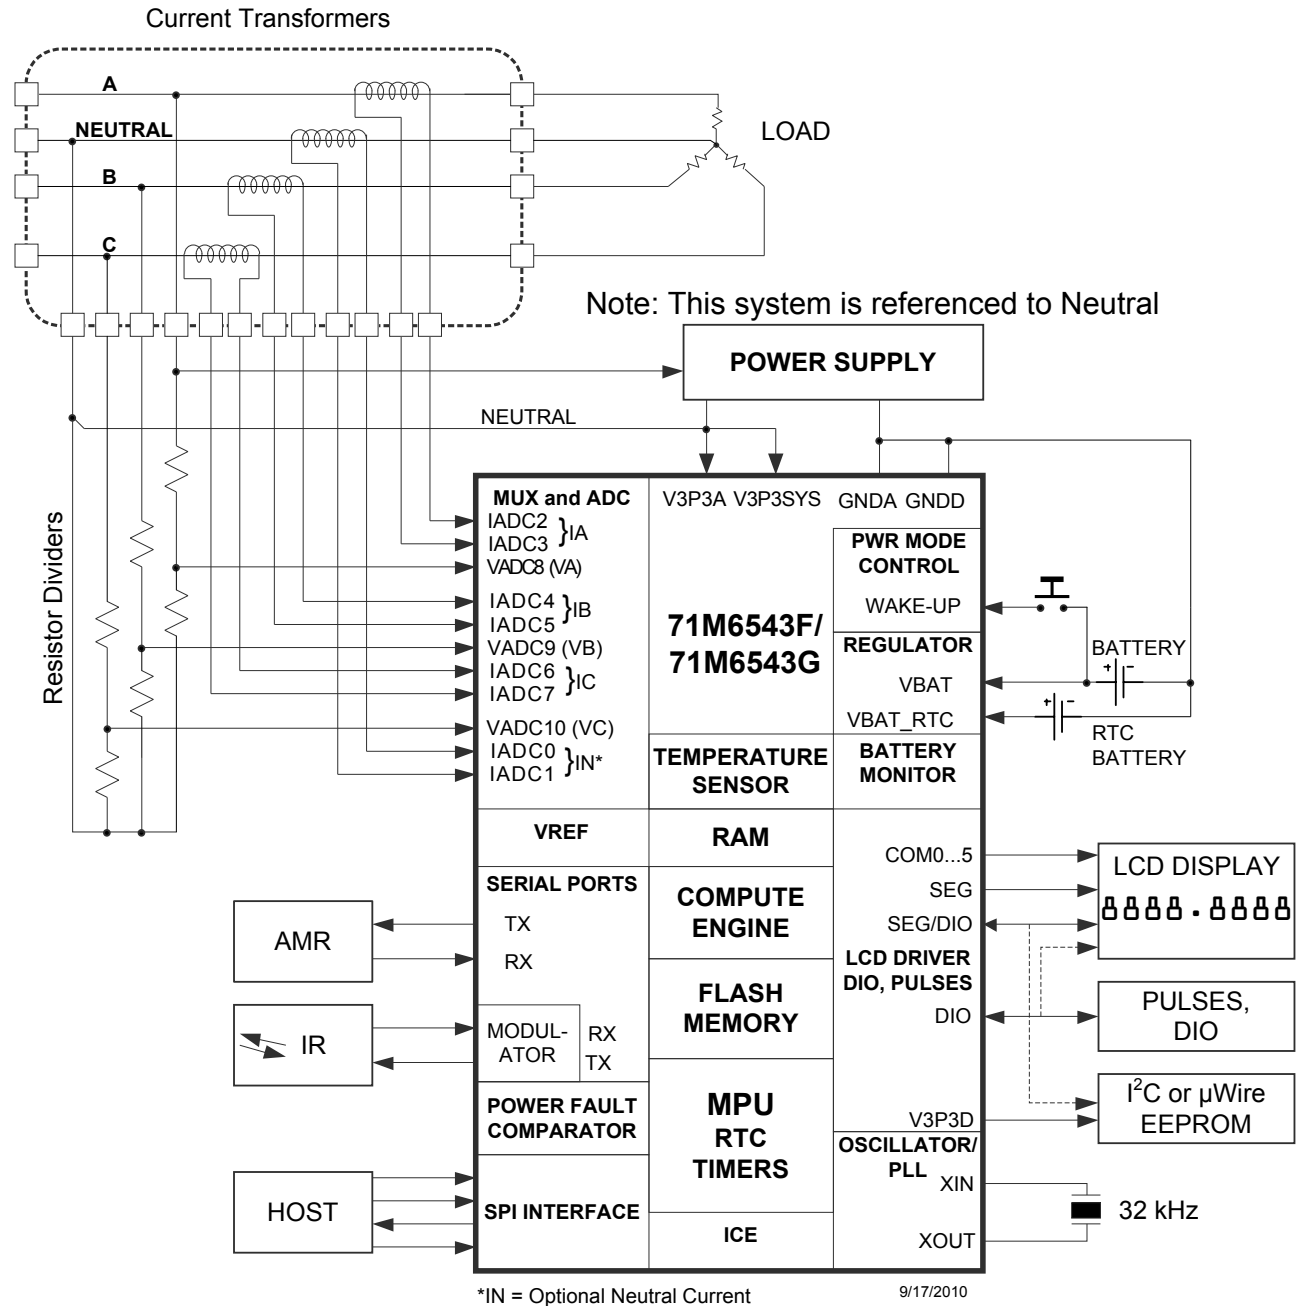 Current Transformers
A
NEUTRAL
B
C
LOAD
Note: This system is referenced to Neutral
POWER SUPPLY
NEUTRAL
Resistor Dividers
MUX and ADC
IADC2
IADC3
}IA
VADC8 (VA)
IADC4
IADC5
}IB
VADC9 (VB)
IADC6
IADC7
}IC
VADC10 (VC)
IADC0
IADC1
}IN*
V3P3A V3P3SYS
GNDA GNDD
71M6543F/
71M6543G
PWR MODE
CONTROL
WAKE-UP
REGULATOR
VBAT
VBAT_RTC
BATTERY
+ -
+ -
RTC
BATTERY
TEMPERATURE
SENSOR
BATTERY
MONITOR
VREF
RAM
SERIAL PORTS
TX
RX
COMPUTE
ENGINE
COM0...5
SEG
SEG/DIO
LCD DRIVER
DIO, PULSES
DIO
LCD DISPLAY
8888.8888
AMR
IR
MODUL-
ATOR
RX
TX
FLASH
MEMORY
PULSES,
DIO
I²C or µWire
EEPROM
POWER FAULT
COMPARATOR
MPU
RTC
TIMERS
V3P3D
OSCILLATOR/
PLL
XIN
XOUT
32 kHz
HOST
SPI INTERFACE
ICE
*IN = Optional Neutral Current
9/17/2010